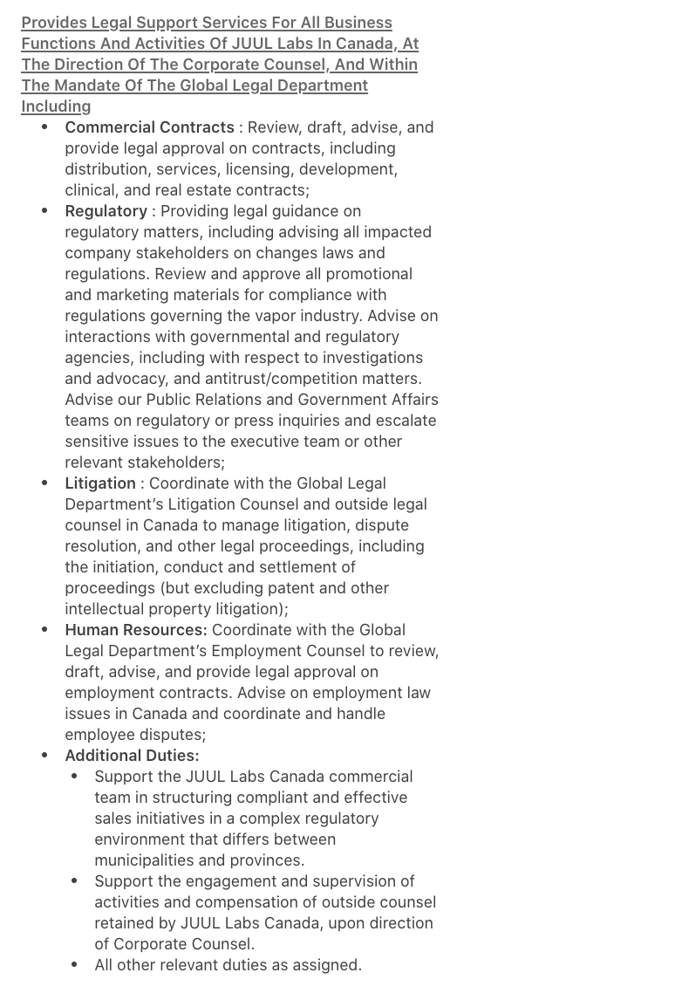 Provides Legal Support Services For All Business
Functions And Activities Of JUUL Labs In Canada, At
The Direction Of The Corporate Counsel, And Within
The Mandate Of The Global Legal Department
Including
• Commercial Contracts : Review, draft, advise, and
provide legal approval on contracts, including
distribution, services, licensing, development,
clinical, and real estate contracts;
• Regulatory : Providing legal guidance on
regulatory matters, including advising all impacted
company stakeholders on changes laws and
regulations. Review and approve all promotional
and marketing materials for compliance with
regulations governing the vapor industry. Advise on
interactions with governmental and regulatory
agencies, including with respect to investigations
and advocacy, and antitrust/competition matters.
Advise our Public Relations and Government Affairs
teams on regulatory or press inquiries and escalate
sensitive issues to the executive team or other
relevant stakeholders;
• Litigation : Coordinate with the Global Legal
Department’s Litigation Counsel and outside legal
counsel in Canada to manage litigation, dispute
resolution, and other legal proceedings, including
the initiation, conduct and settlement of
proceedings (but excluding patent and other
intellectual property litigation);
• Human Resources: Coordinate with the Global
Legal Department’s Employment Counsel to review,
draft, advise, and provide legal approval on
employment contracts. Advise on employment law
issues in Canada and coordinate and handle
employee disputes;
• Additional Duties:
• Support the JUUL Labs Canada commercial
team in structuring compliant and effective
sales initiatives in a complex regulatory
environment that differs between
municipalities and provinces.
• Support the engagement and supervision of
activities and compensation of outside counsel
retained by JUUL Labs Canada, upon direction
of Corporate Counsel.
• All other relevant duties as assigned.